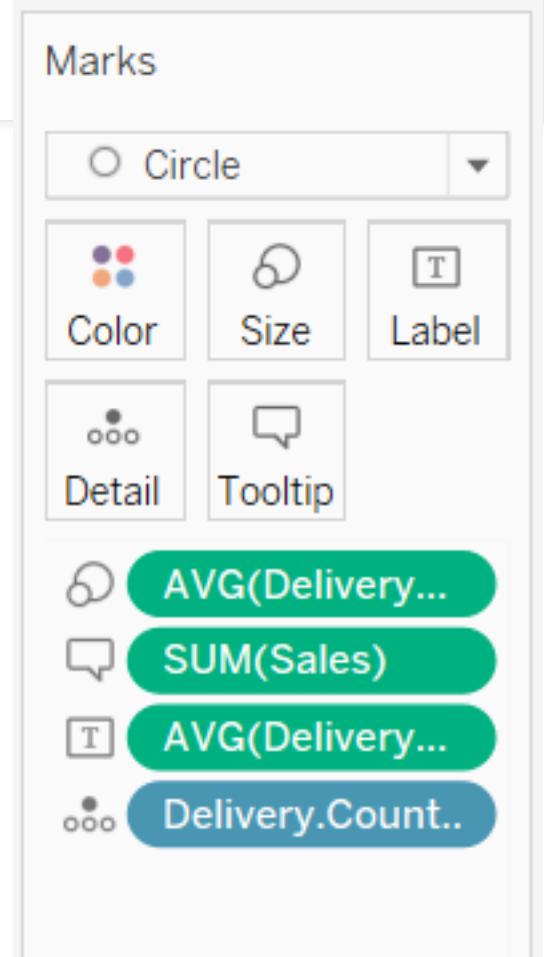 Marks
Circle
Color Size Label
Detail Tooltip
AVG(Delivery...
SUM(Sales)
T AVG(Delivery...
Delivery.Count..